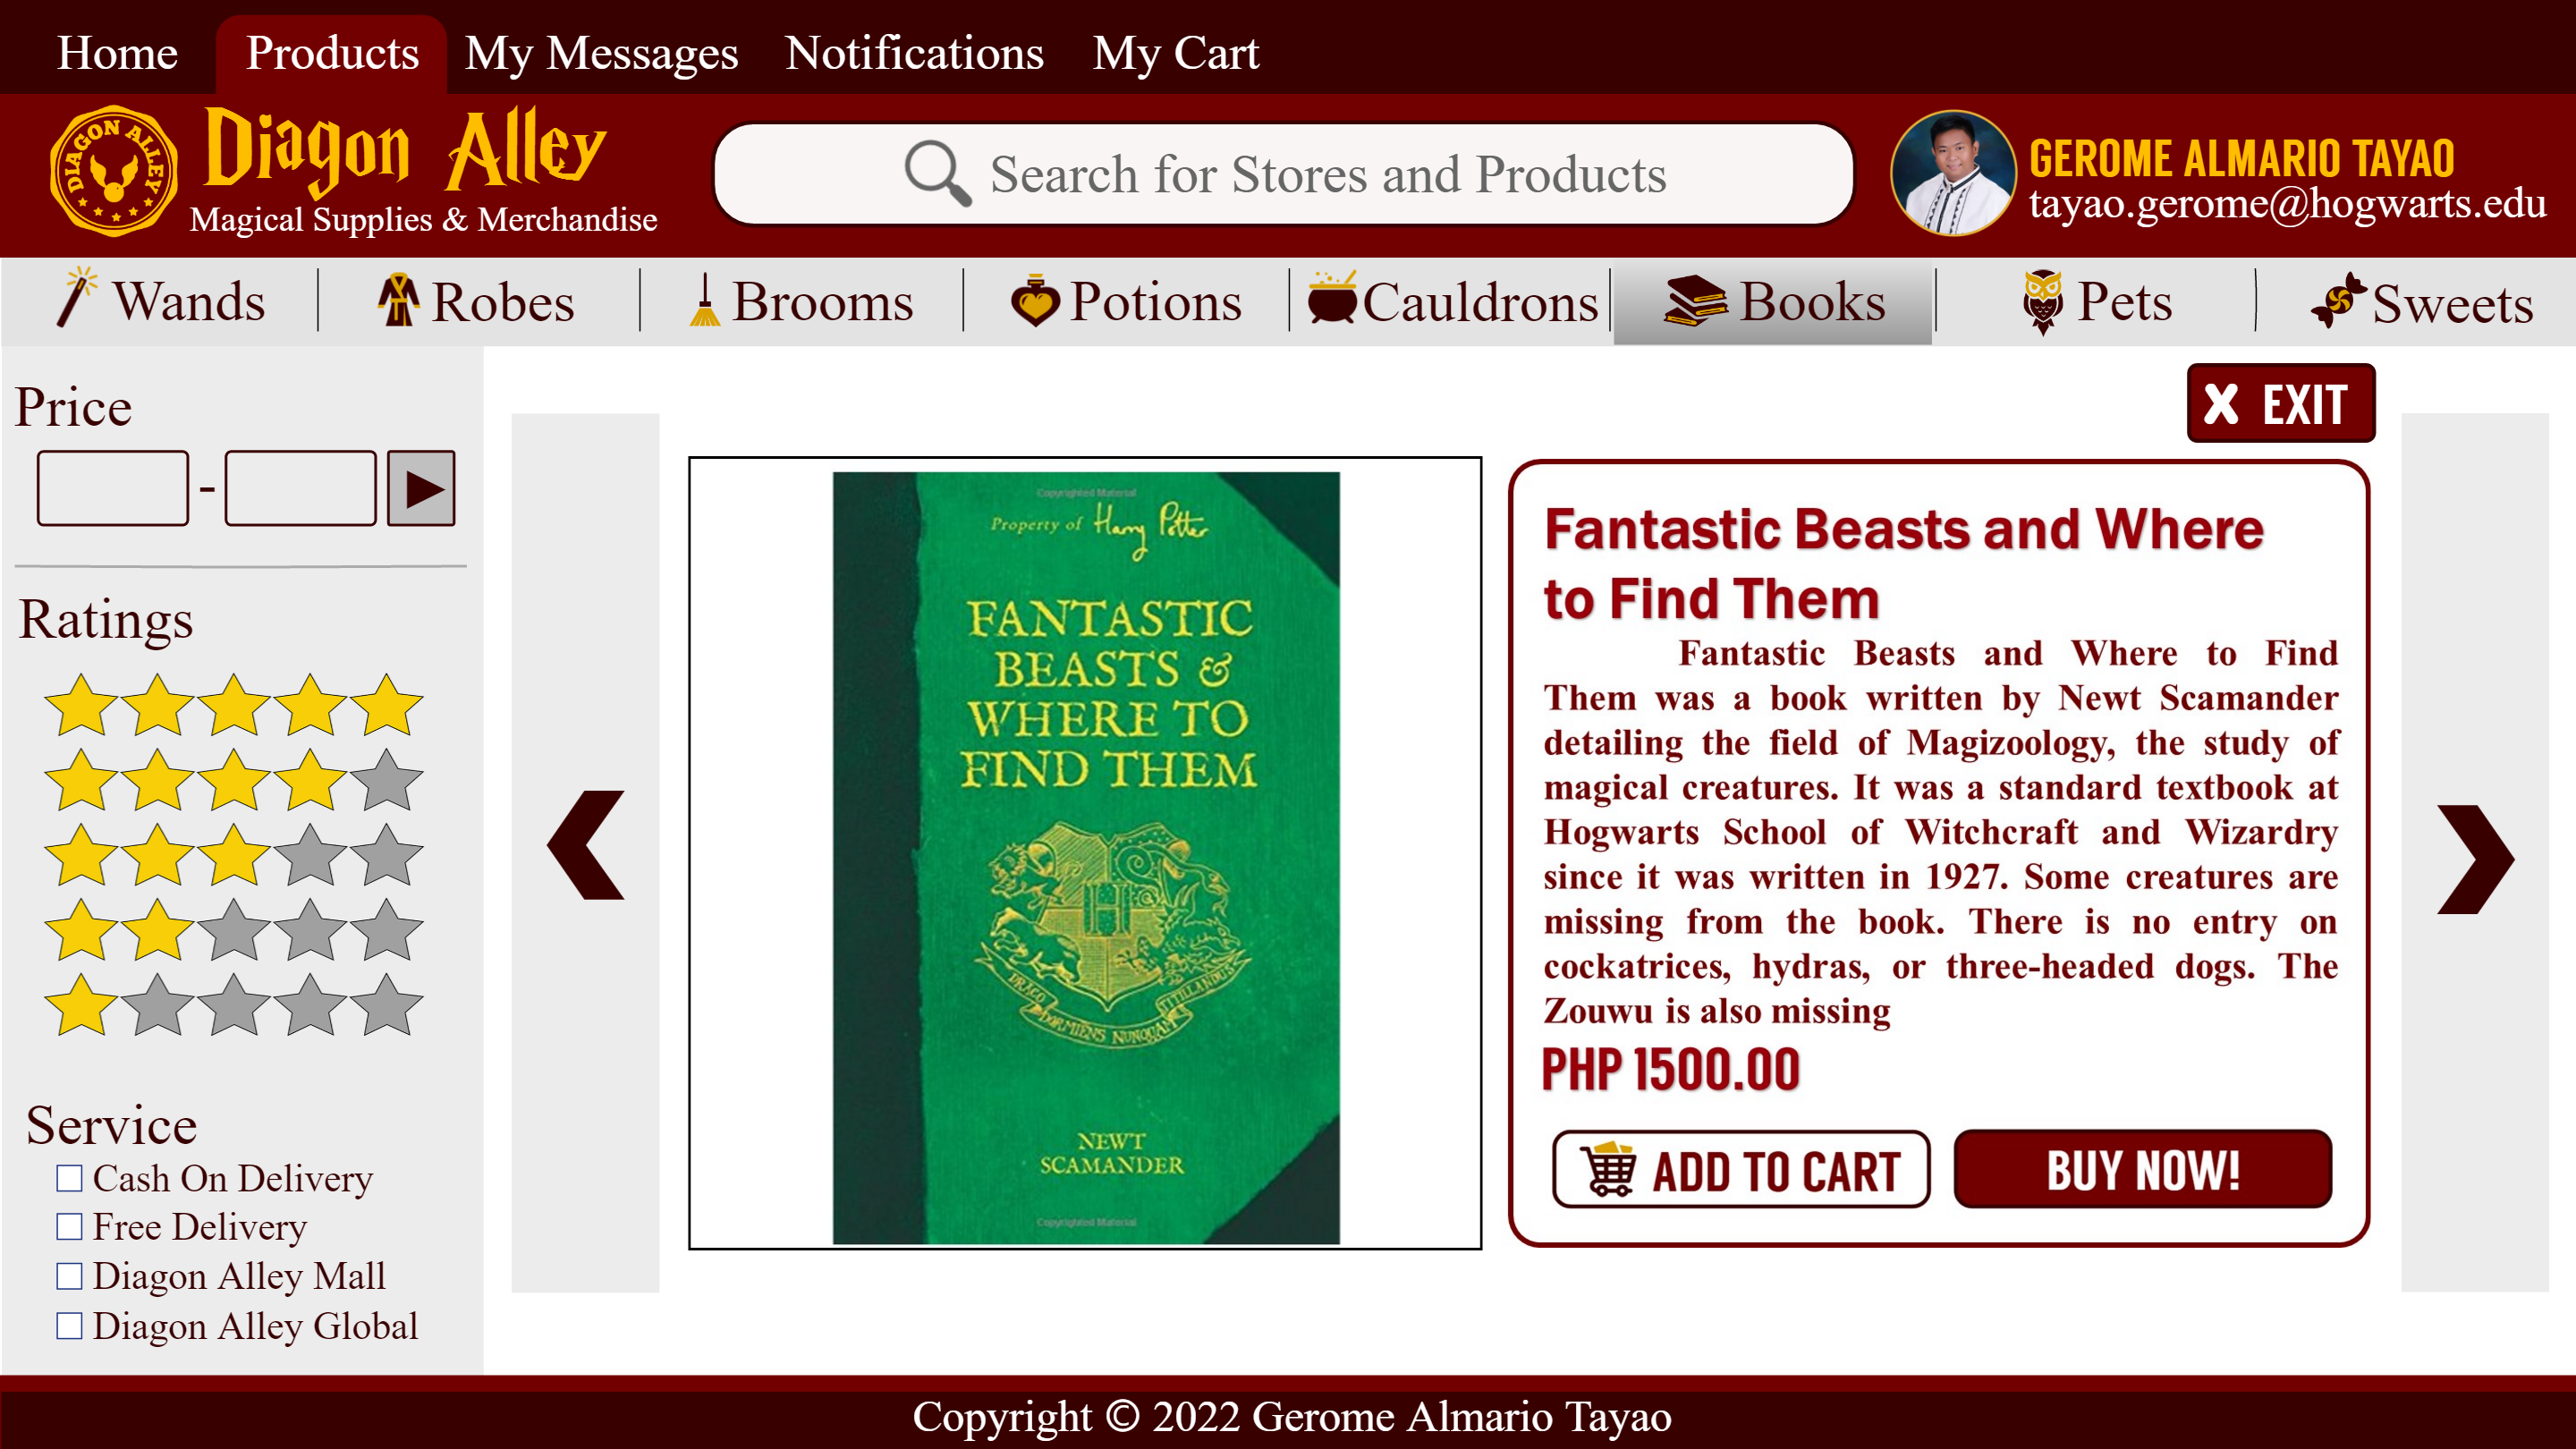 Home Products My Messages Notifications My Cart
DIAGON ALLEY
Diagon Alley
Magical Supplies & Merchandise
Search for Stores and Products
GEROME ALMARIO TAYAO
tayao.gerome@hogwarts.edu
Wands Robes Brooms Potions Cauldrons Books Pets Sweets
Price
-
Ratings
Service
Cash On Delivery
Free Delivery
Diagon Alley Mall
Diagon Alley Global
Copyrighted Material
Property of Harry Potter
FANTASTIC
BEASTS &
WHERE TO
FIND THEM
H
DRACO DORMIENS NUNQUAM TITILLANDUS
NEWT
SCAMANDER
Copyrighted Material
X EXIT
Fantastic Beasts and Where
to Find Them
Fantastic Beasts and Where to Find
Them was a book written by Newt Scamander
detailing the field of Magizoology, the study of
magical creatures. It was a standard textbook at
Hogwarts School of Witchcraft and Wizardry
since it was written in 1927. Some creatures are
missing from the book. There is no entry on
cockatrices, hydras, or three-headed dogs. The
Zouwu is also missing
PHP 1500.00
ADD TO CART
BUY NOW!
Copyright © 2022 Gerome Almario Tayao